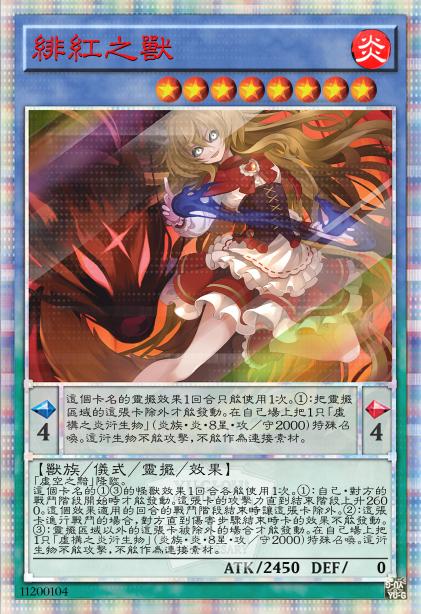 緋紅之獸
炎
這個卡名的靈擺效果1回合只能使用1次。①:把靈擺
區域的這張卡除外才能發動。在自己場上把1只「虛
構之炎衍生物」(炎族・炎・8星・攻/守2000)特殊召
喚。這衍生物不能攻擊,不能作為連接素材。
4
4
【獸族/儀式/靈擺/效果】
「虛空之黯」降臨。
這個卡名的①③的怪獸效果1回合各能使用1次。①:自己・對方的
戰鬥階段開始時才能發動。這張卡的攻擊力直到結束階段上升260
0。這個效果適用的回合的戰鬥階段結束時讓這張卡除外。②:這張
卡進行戰鬥的場合,對方直到傷害步驟結束時卡的效果不能發動。
③:靈擺區域以外的這張卡被除外的場合才能發動。在自己場上把
1只「虛構之炎衍生物」(炎族・炎・8星・攻/守2000)特殊召喚。這衍
生物不能攻擊,不能作為連接素材。
ATK/2450 DEF/ 0
11200104